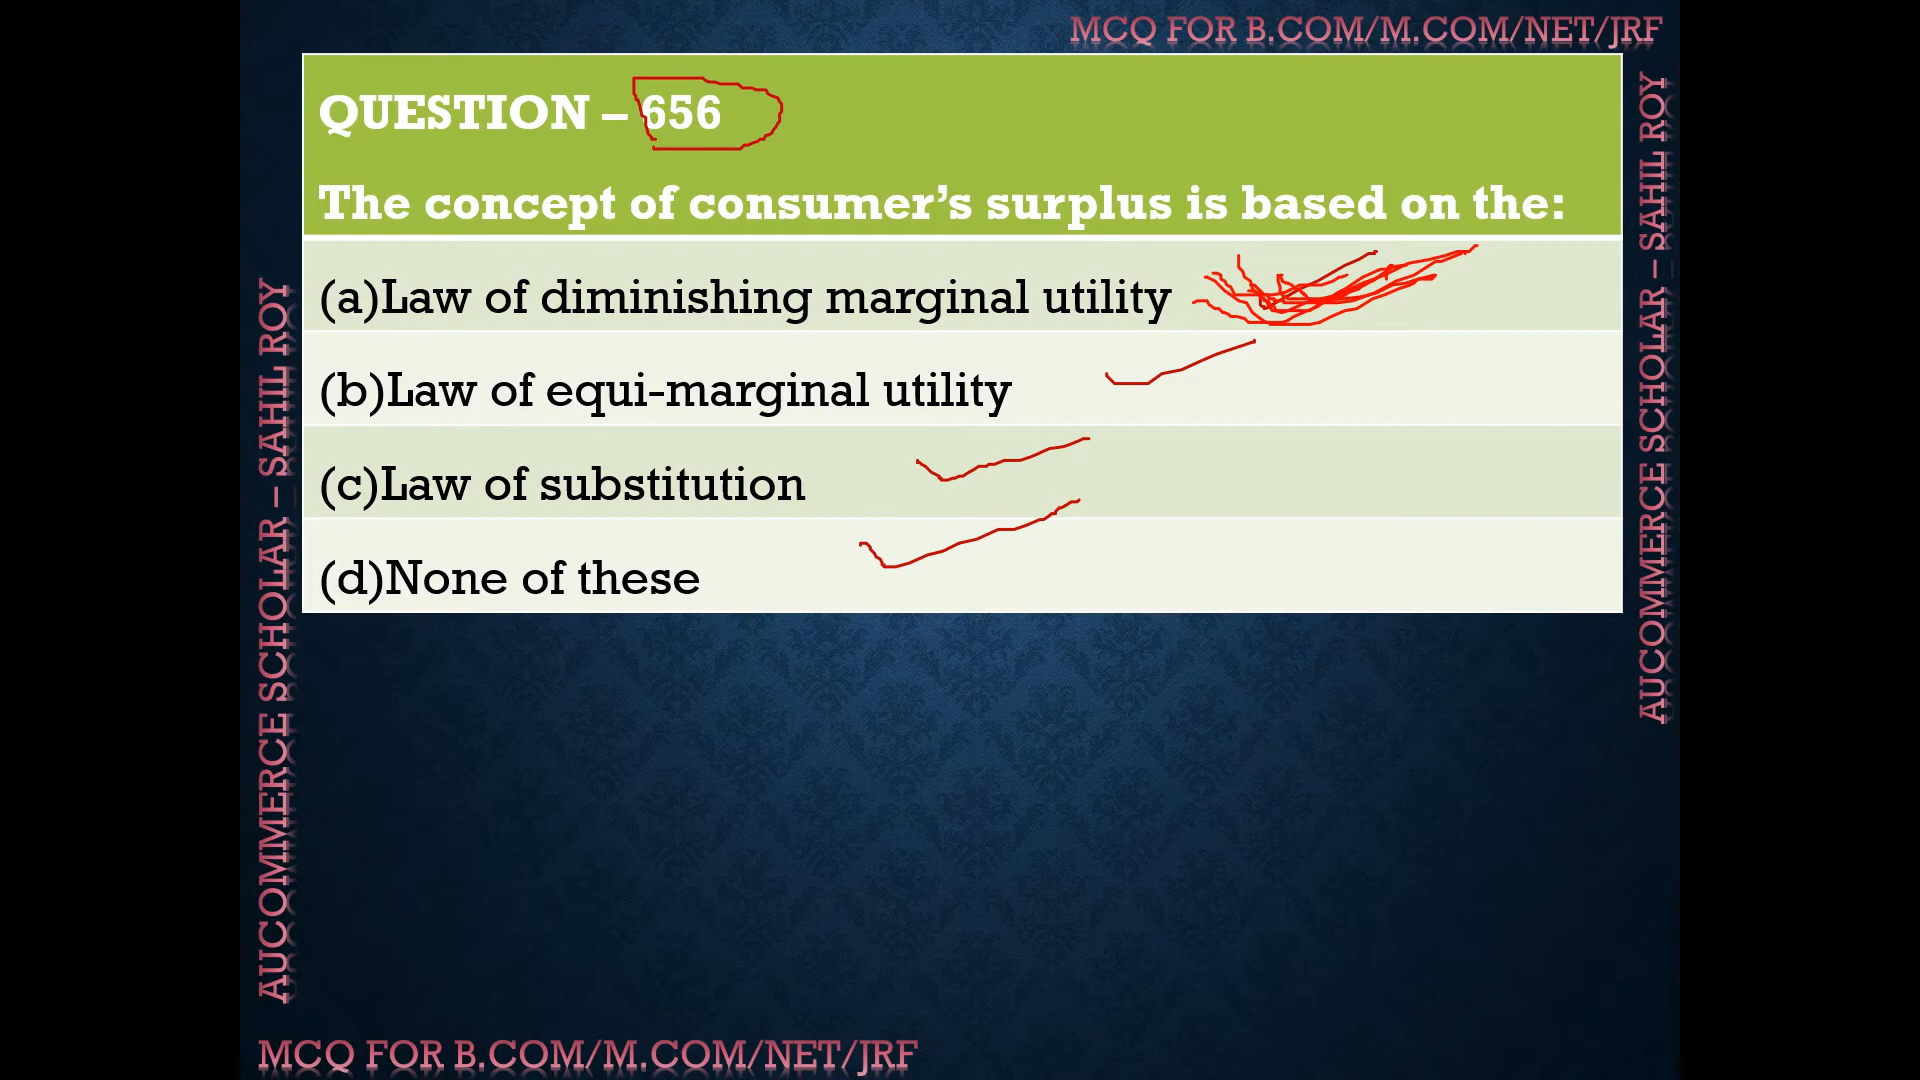 MCQ FOR B.COM/M.COM/NET/JRF
QUESTION – 656
The concept of consumer’s surplus is based on the:
(a)Law of diminishing marginal utility
(b)Law of equi-marginal utility
(c)Law of substitution
(d)None of these
AUCOMMERCE SCHOLAR – SAHIL ROY
AUCOMMERCE SCHOLAR – SAHIL ROY
MCQ FOR B.COM/M.COM/NET/JRF